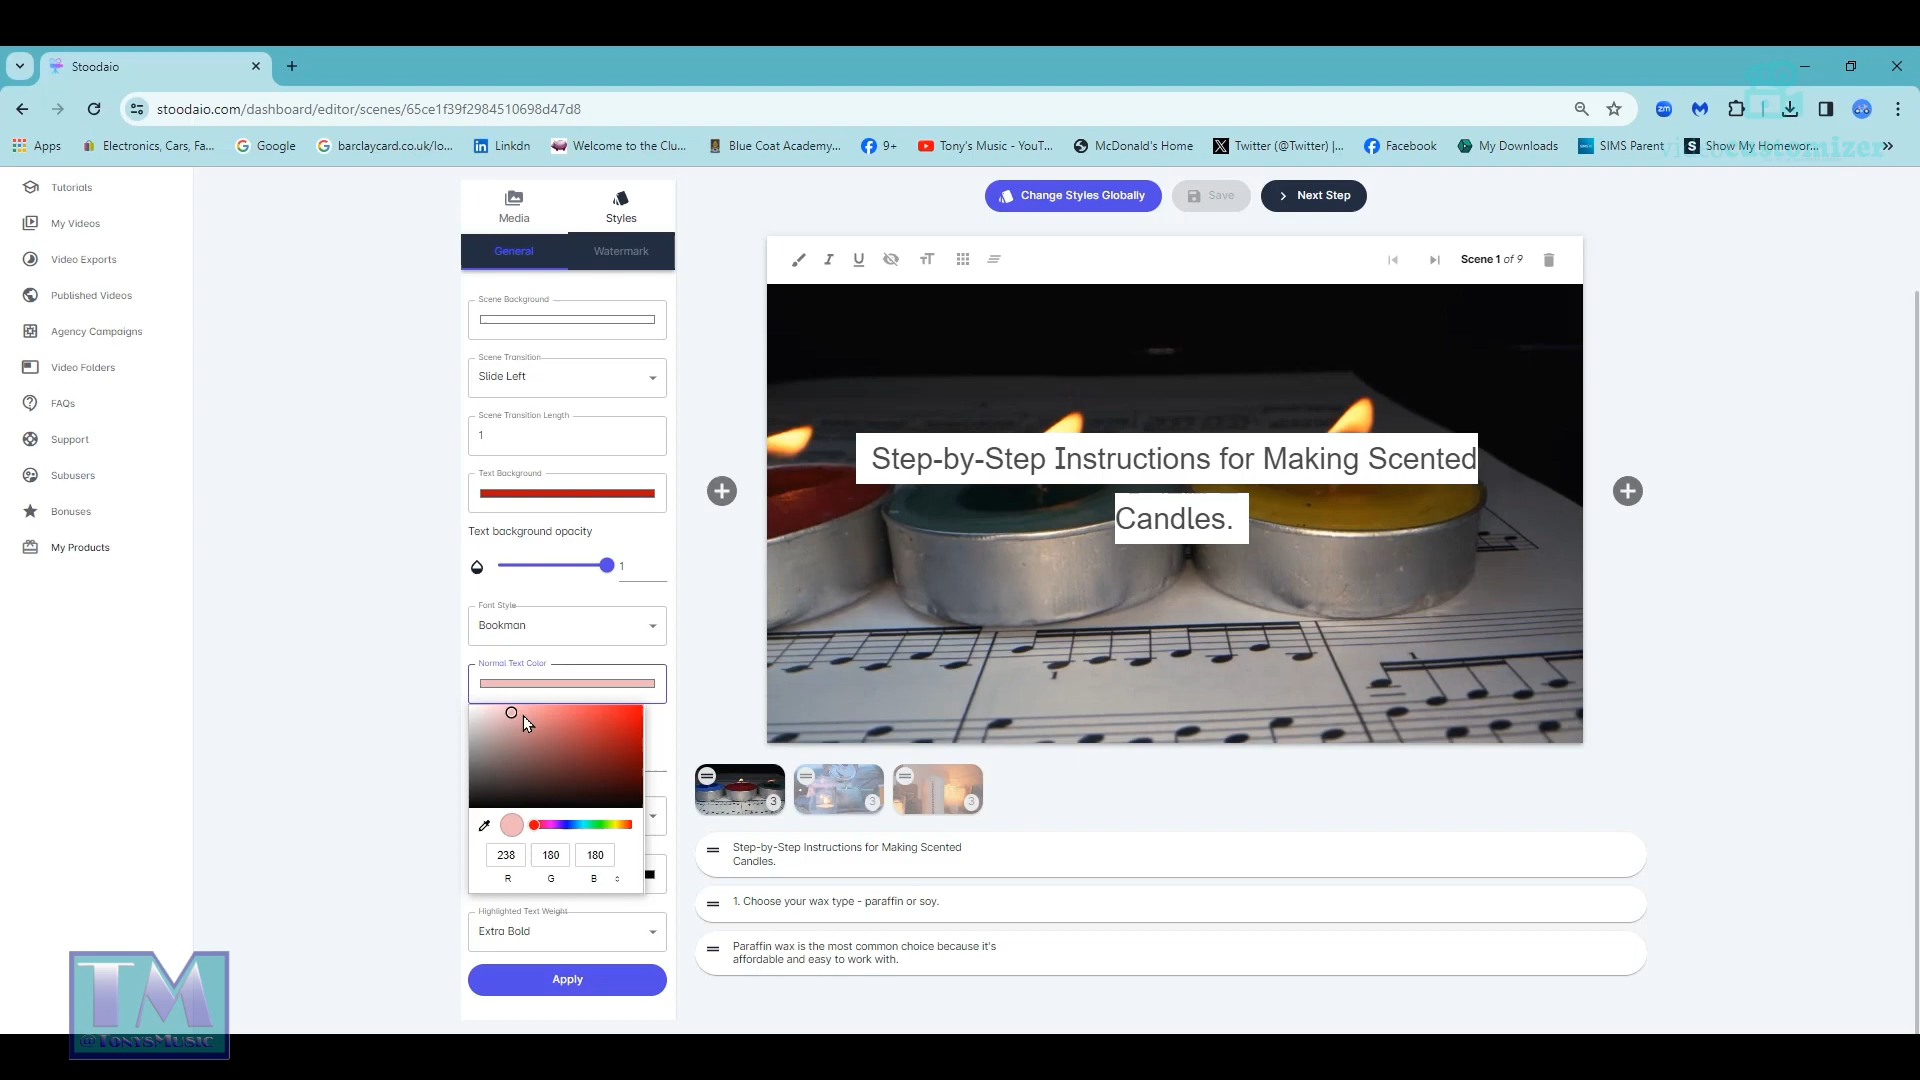 Stoodaio
stoodaio.com/dashboard/editor/scenes/65ce1f39f2984510698d47d8
zm
Apps
Electronics, Cars, Fa...
Google
barclaycard.co.uk/lo...
Linkdn
Welcome to the Clu...
Blue Coat Academy...
9+
Tony's Music - YouT...
McDonald's Home
Twitter (@Twitter) |...
Facebook
My Downloads
SIMS Parent
Show My Homewor...
Tutorials
My Videos
Video Exports
Published Videos
Agency Campaigns
Video Folders
FAQs
Support
Subusers
Bonuses
My Products
Media
Styles
General
Watermark
Scene Background
Scene Transition
Slide Left
Scene Transition Length
1
Text Background
Text background opacity
1
Font Style
Bookman
Normal Text Color
238
180
180
R
G
B
Highlighted Text Weight
Extra Bold
Apply
Change Styles Globally
Save
Next Step
Scene 1 of 9
Step-by-Step Instructions for Making Scented
Candles.
3
3
3
Step-by-Step Instructions for Making Scented
Candles.
1. Choose your wax type - paraffin or soy.
Paraffin wax is the most common choice because it's
affordable and easy to work with.
TM
@TonysMusic